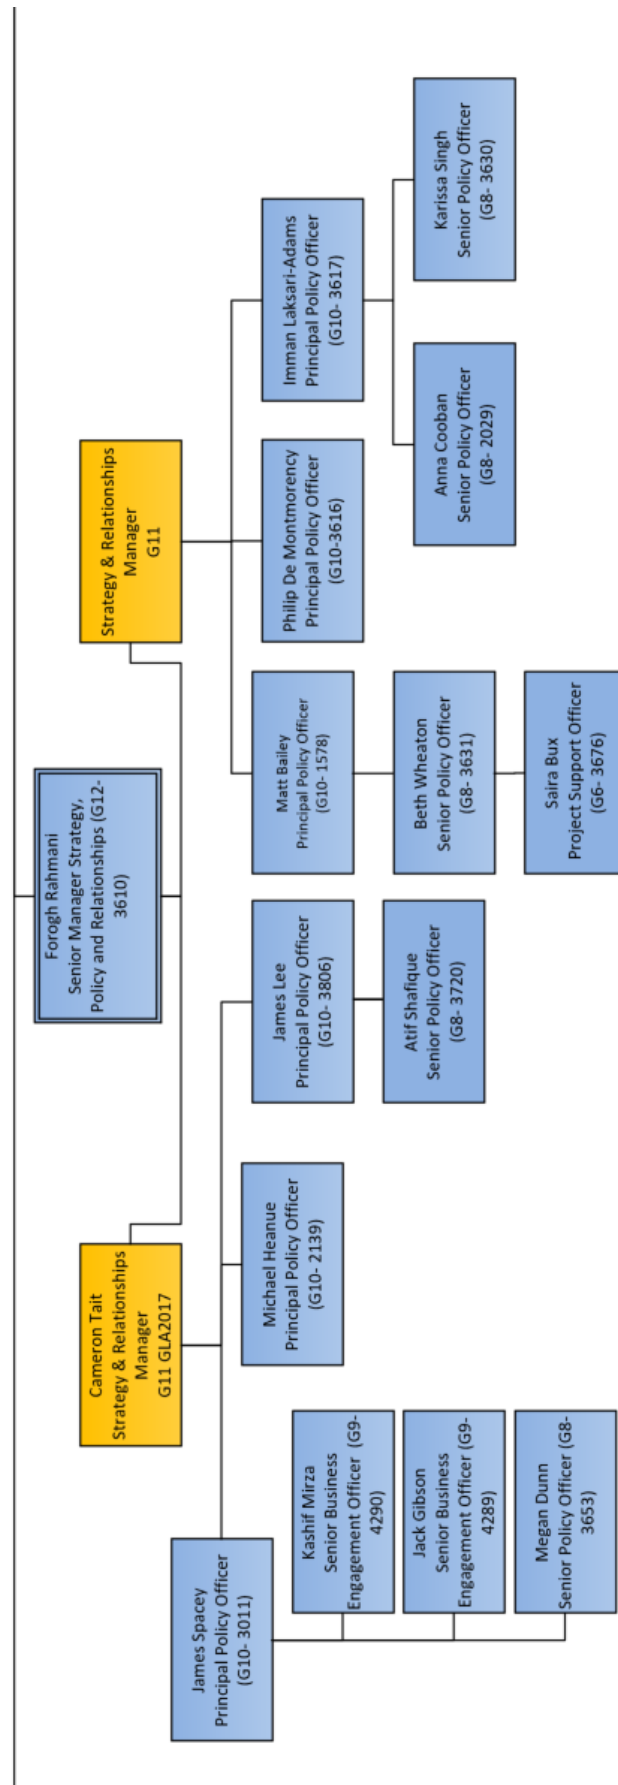 Forogh Rahmani
Senior Manager Strategy,
Policy and Relationships (G12-
3610)
Cameron Tait
Strategy & Relationships
Manager
G11 GLA2017
Strategy & Relationships
Manager
G11
James Spacey
Principal Policy Officer
(G10- 3011)
Kashif Mirza
Senior Business
Engagement Officer (G9-
4290)
Jack Gibson
Senior Business
Engagement Officer (G9-
4289)
Megan Dunn
Senior Policy Officer (G8-
3653)
Michael Heanue
Principal Policy Officer
(G10- 2139)
James Lee
Principal Policy Officer
(G10- 3806)
Atif Shafique
Senior Policy Officer
(G8- 3720)
Matt Bailey
Principal Policy Officer
(G10- 1578)
Beth Wheaton
Senior Policy Officer
(G8- 3631)
Saira Bux
Project Support Officer
(G6- 3676)
Philip De Montmorency
Principal Policy Officer
(G10-3616)
Imman Laksari-Adams
Principal Policy Officer
(G10- 3617)
Anna Cooban
Senior Policy Officer
(G8- 2029)
Karissa Singh
Senior Policy Officer
(G8- 3630)